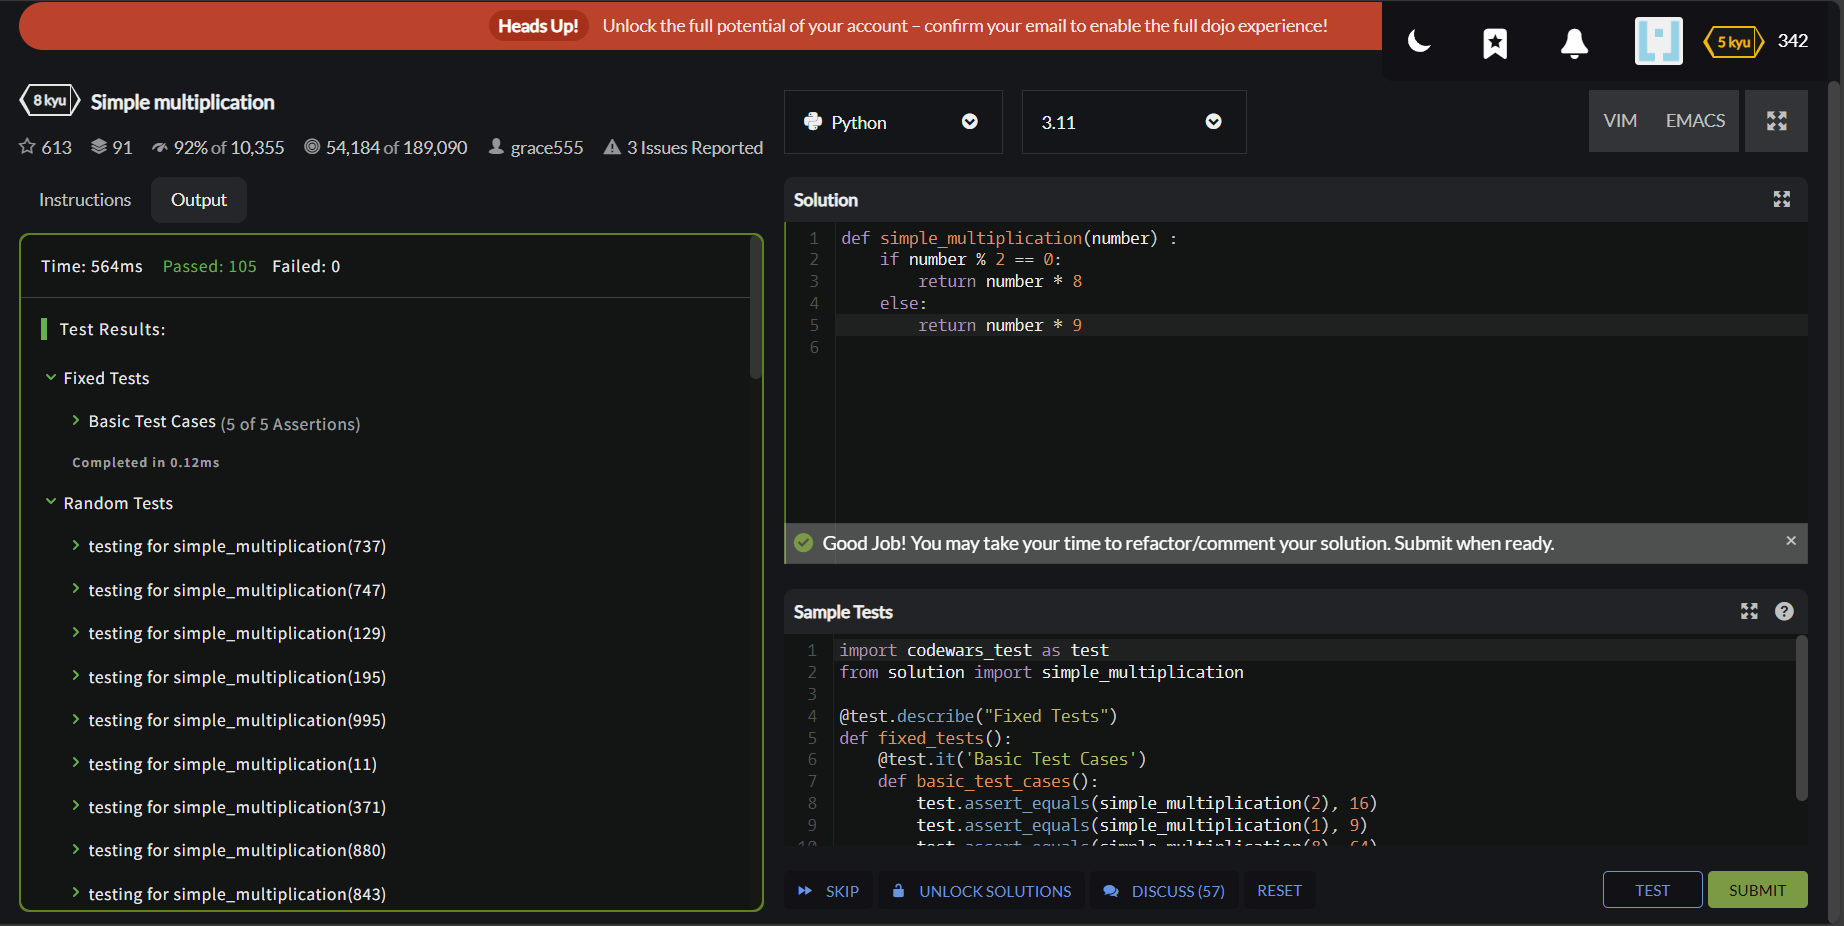 Heads Up! Unlock the full potential of your account – confirm your email to enable the full dojo experience!
5 kyu 342
8 kyu Simple multiplication
613 91 92% of 10,355 54,184 of 189,090 grace555 3 Issues Reported
Instructions Output
Time: 564ms Passed: 105 Failed: 0
Test Results:
Fixed Tests
Basic Test Cases (5 of 5 Assertions)
Completed in 0.12ms
Random Tests
testing for simple_multiplication(737)
testing for simple_multiplication(747)
testing for simple_multiplication(129)
testing for simple_multiplication(195)
testing for simple_multiplication(995)
testing for simple_multiplication(11)
testing for simple_multiplication(371)
testing for simple_multiplication(880)
testing for simple_multiplication(843)
Python 3.11 VIM EMACS
Solution
1 def simple_multiplication(number) :
2 if number % 2 == 0:
3 return number * 8
4 else:
5 return number * 9
6
Good Job! You may take your time to refactor/comment your solution. Submit when ready.
Sample Tests
1 import codewars_test as test
2 from solution import simple_multiplication
3
4 @test.describe("Fixed Tests")
5 def fixed_tests():
6 @test.it('Basic Test Cases')
7 def basic_test_cases():
8 test.assert_equals(simple_multiplication(2), 16)
9 test.assert_equals(simple_multiplication(1), 9)
10 test.assert_equals(simple_multiplication(8), 64)
SKIP UNLOCK SOLUTIONS DISCUSS (57) RESET TEST SUBMIT